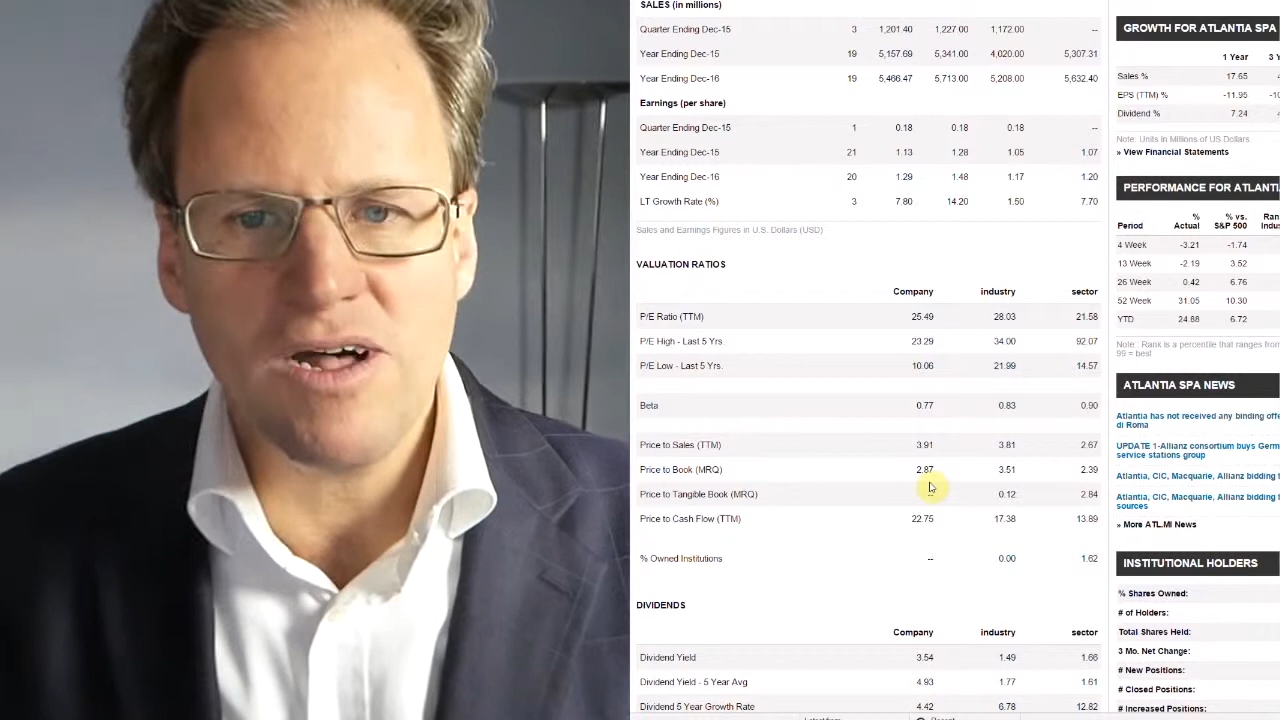 SALES (in millions)
Quarter Ending Dec-15 3 1,201.40 1,227.00 1,172.00 --
Year Ending Dec-15 19 5,157.69 5,341.00 4,020.00 5,307.31
Year Ending Dec-16 19 5,466.47 5,713.00 5,208.00 5,632.40
Earnings (per share)
Quarter Ending Dec-15 1 0.18 0.18 0.18 --
Year Ending Dec-15 21 1.13 1.28 1.05 1.07
Year Ending Dec-16 20 1.29 1.48 1.17 1.20
LT Growth Rate (%) 3 7.80 14.20 1.50 7.70
Sales and Earnings Figures in U.S. Dollars (USD)
VALUATION RATIOS
Company industry sector
P/E Ratio (TTM) 25.49 28.03 21.58
P/E High - Last 5 Yrs. 23.29 34.00 92.07
P/E Low - Last 5 Yrs. 10.06 21.99 14.57
Beta 0.77 0.83 0.90
Price to Sales (TTM) 3.91 3.81 2.67
Price to Book (MRQ) 2.87 3.51 2.39
Price to Tangible Book (MRQ) -- 0.12 2.84
Price to Cash Flow (TTM) 22.75 17.38 13.89
% Owned Institutions -- 0.00 1.62
DIVIDENDS
Company industry sector
Dividend Yield 3.54 1.49 1.66
Dividend Yield - 5 Year Avg 4.93 1.77 1.61
Dividend 5 Year Growth Rate 4.42 6.78 12.82
GROWTH FOR ATLANTIA SPA
1 Year 3 Y
Sales % 17.65
EPS (TTM) % -11.95 -10
Dividend % 7.24
Note: Units in Millions of US Dollars
» View Financial Statements
PERFORMANCE FOR ATLANTI
% % vs. Ran
Period Actual S&P 500 Indus
4 Week -3.21 -1.74
13 Week -2.19 3.52
26 Week 0.42 6.76
52 Week 31.05 10.30
YTD 24.88 6.72
Note: Rank is a percentile that ranges from
99 = best
ATLANTIA SPA NEWS
Atlantia has not received any binding offe
di Roma
UPDATE 1-Allianz consortium buys Germ
service stations group
Atlantia, CIC, Macquarie, Allianz bidding f
Atlantia, CIC, Macquarie, Allianz bidding f
sources
» More ATL.MI News
INSTITUTIONAL HOLDERS
% Shares Owned:
# of Holders:
Total Shares Held:
3 Mo. Net Change:
# New Positions:
# Closed Positions:
# Increased Positions: